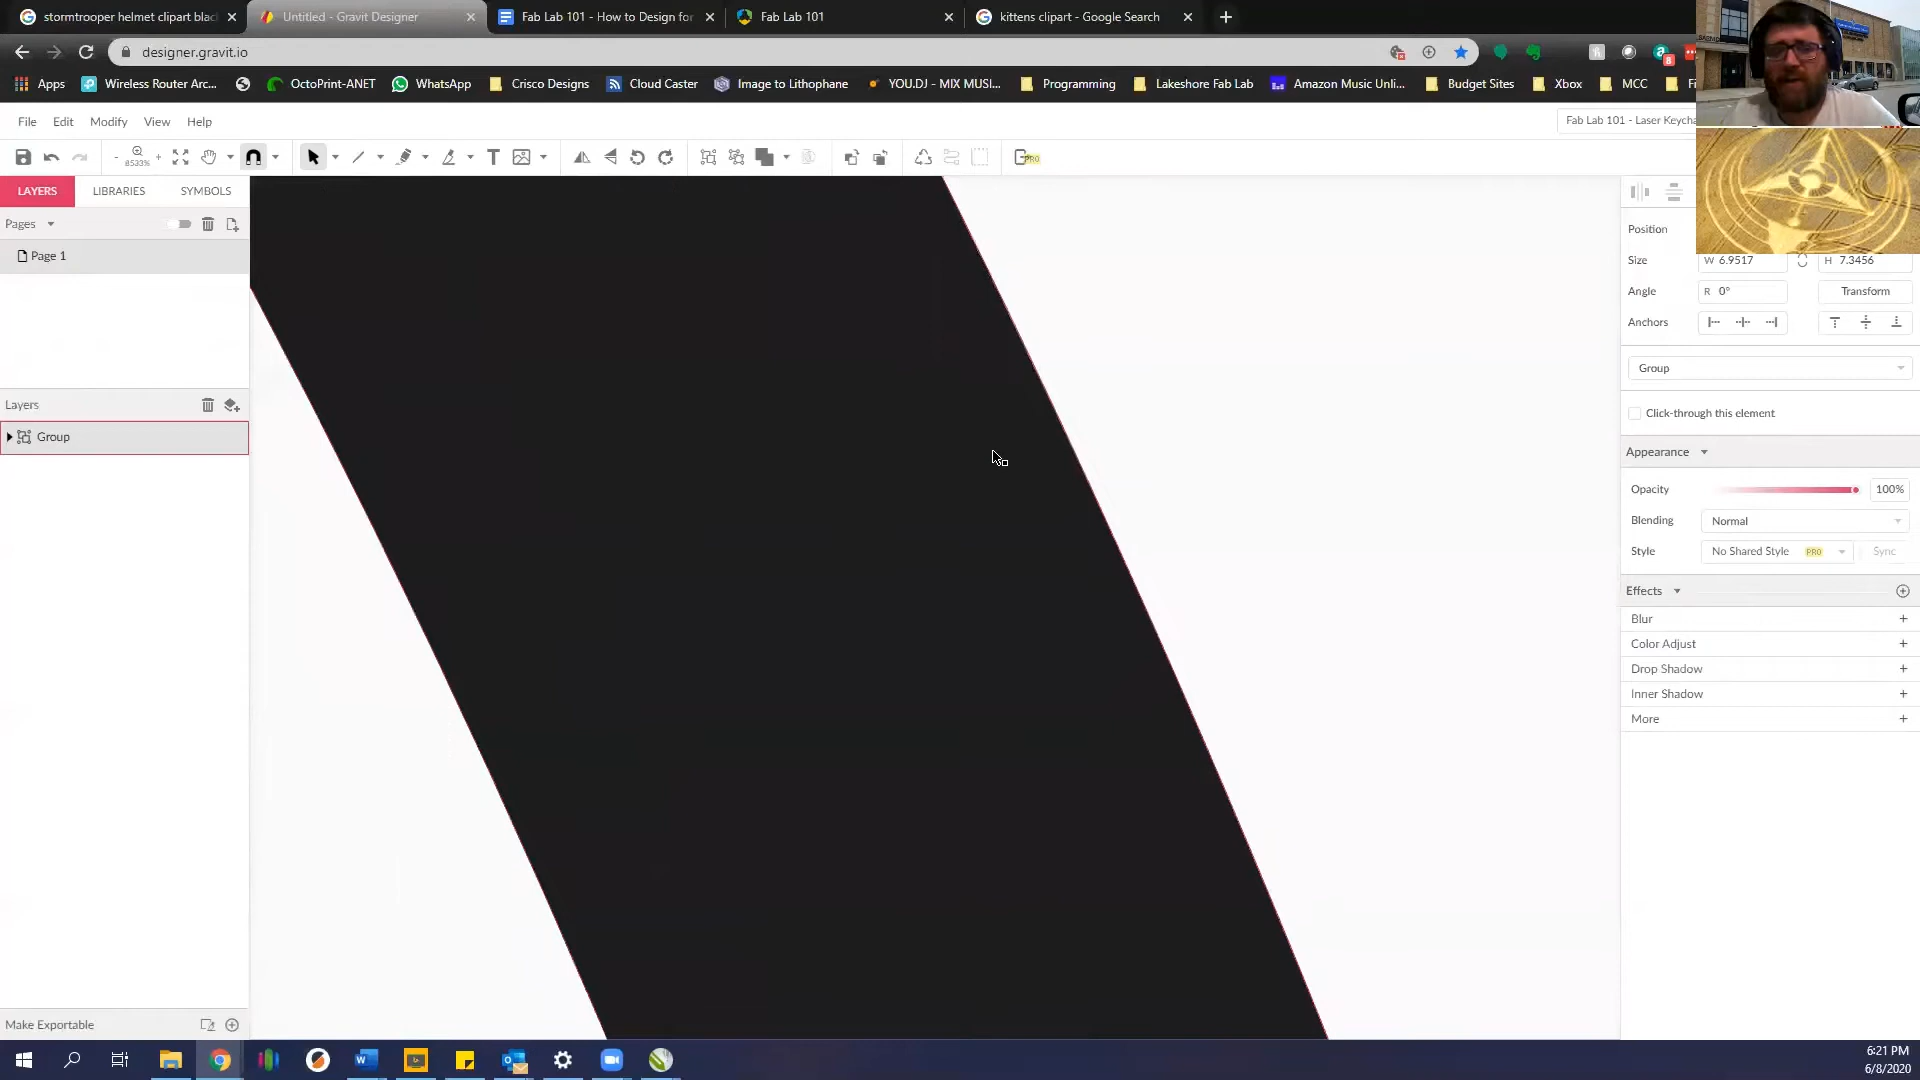 stormtrooper helmet clipart blac
Untitled - Gravit Designer
Fab Lab 101 - How to Design for
Fab Lab 101
kittens clipart - Google Search
designer.gravit.io
8
Apps
Wireless Router Arc...
OctoPrint-ANET
WhatsApp
Crisco Designs
Cloud Caster
Image to Lithophane
YOU.DJ - MIX MUSI...
Programming
Lakeshore Fab Lab
Amazon Music Unli...
Budget Sites
Xbox
MCC
File
Edit
Modify
View
Help
Fab Lab 101 - Laser Keycha
8533%
PRO
LAYERS
LIBRARIES
SYMBOLS
Pages
Page 1
Layers
Group
Make Exportable
Position
Size
W 6.9517
H 7.3456
Angle
R 0°
Transform
Anchors
Group
Click-through this element
Appearance
Opacity
100%
Blending
Normal
Style
No Shared Style
PRO
Sync
Effects
Blur
Color Adjust
Drop Shadow
Inner Shadow
More
6:21 PM
6/8/2020